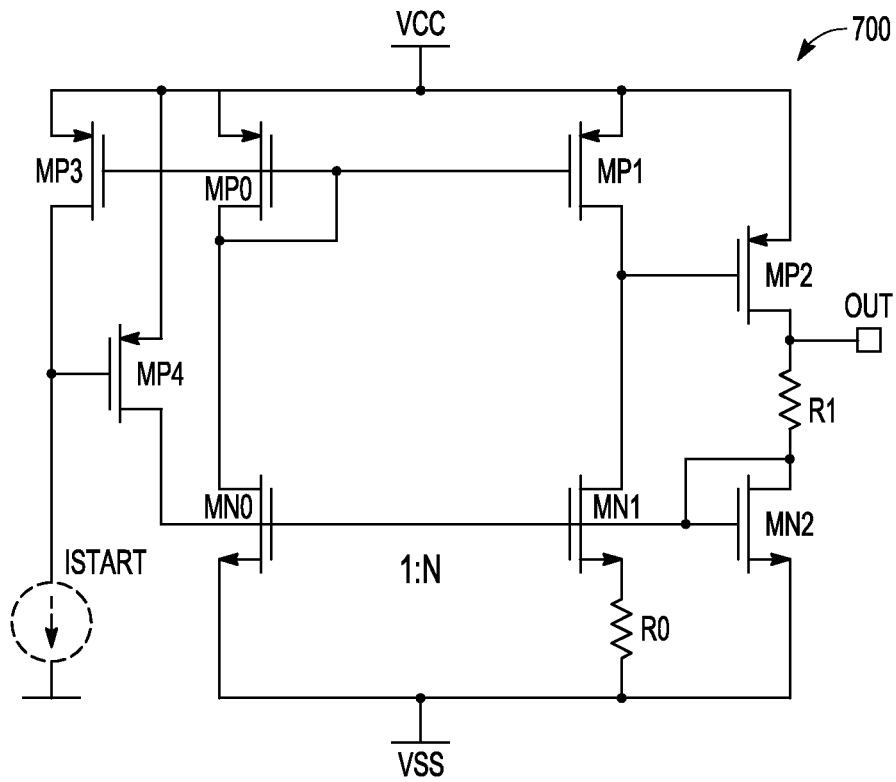 VCC
700
MP3
MP0
MP1
MP2
OUT
MP4
R1
MN0
MN1
MN2
ISTART
1:N
R0
VSS